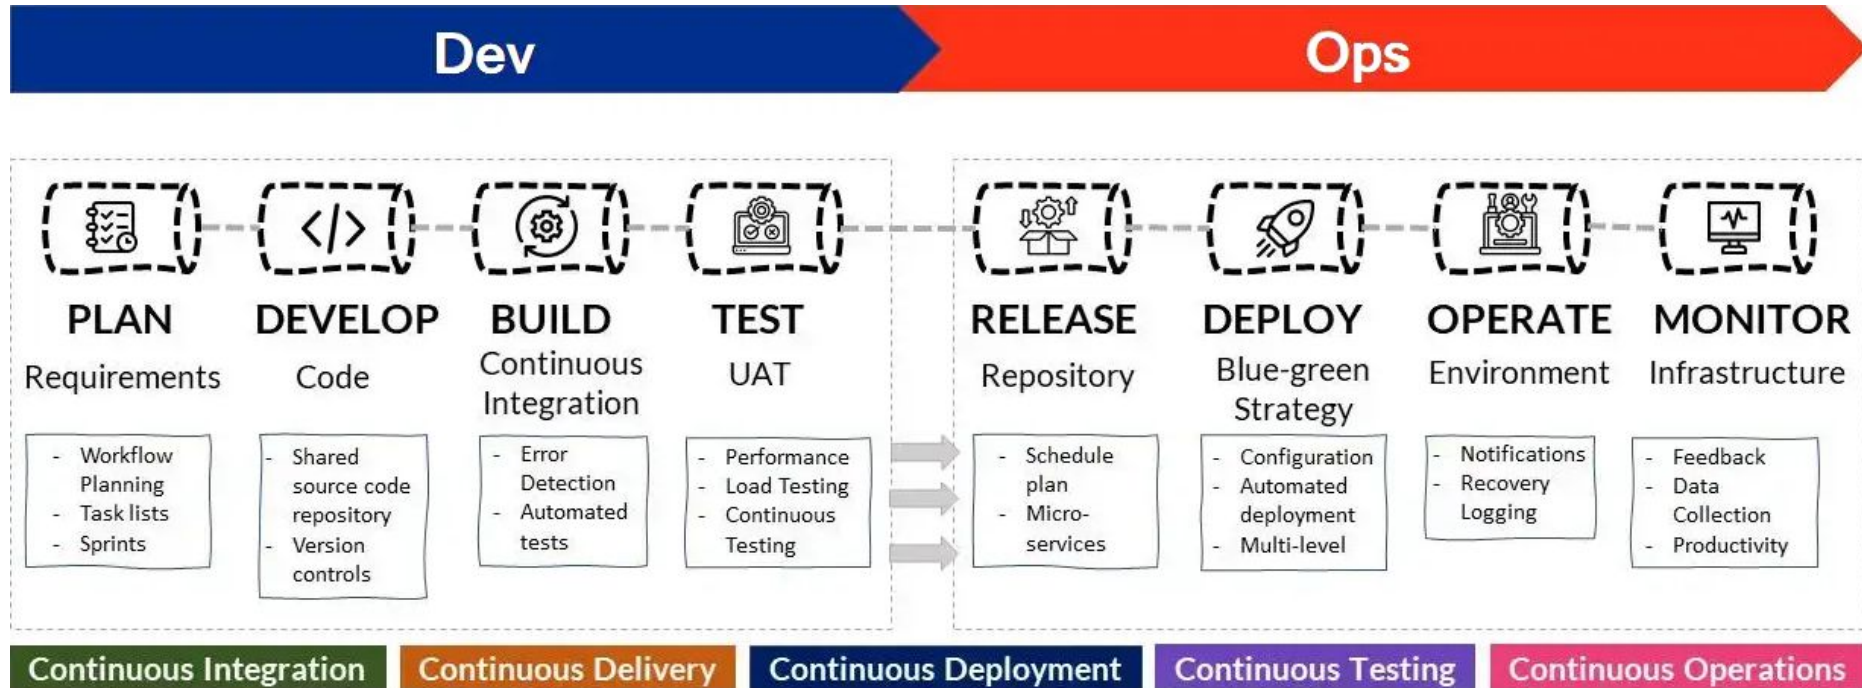 Dev
Ops
PLAN
Requirements
- Workflow
Planning
- Task lists
- Sprints
DEVELOP
Code
- Shared
source code
repository
- Version
controls
BUILD
Continuous
Integration
- Error
Detection
- Automated
tests
TEST
UAT
- Performance
- Load Testing
- Continuous
Testing
RELEASE
Repository
- Schedule
plan
- Micro-
services
DEPLOY
Blue-green
Strategy
- Configuration
- Automated
deployment
- Multi-level
OPERATE
Environment
- Notifications
- Recovery
Logging
MONITOR
Infrastructure
- Feedback
- Data
Collection
- Productivity
Continuous Integration
Continuous Delivery
Continuous Deployment
Continuous Testing
Continuous Operations